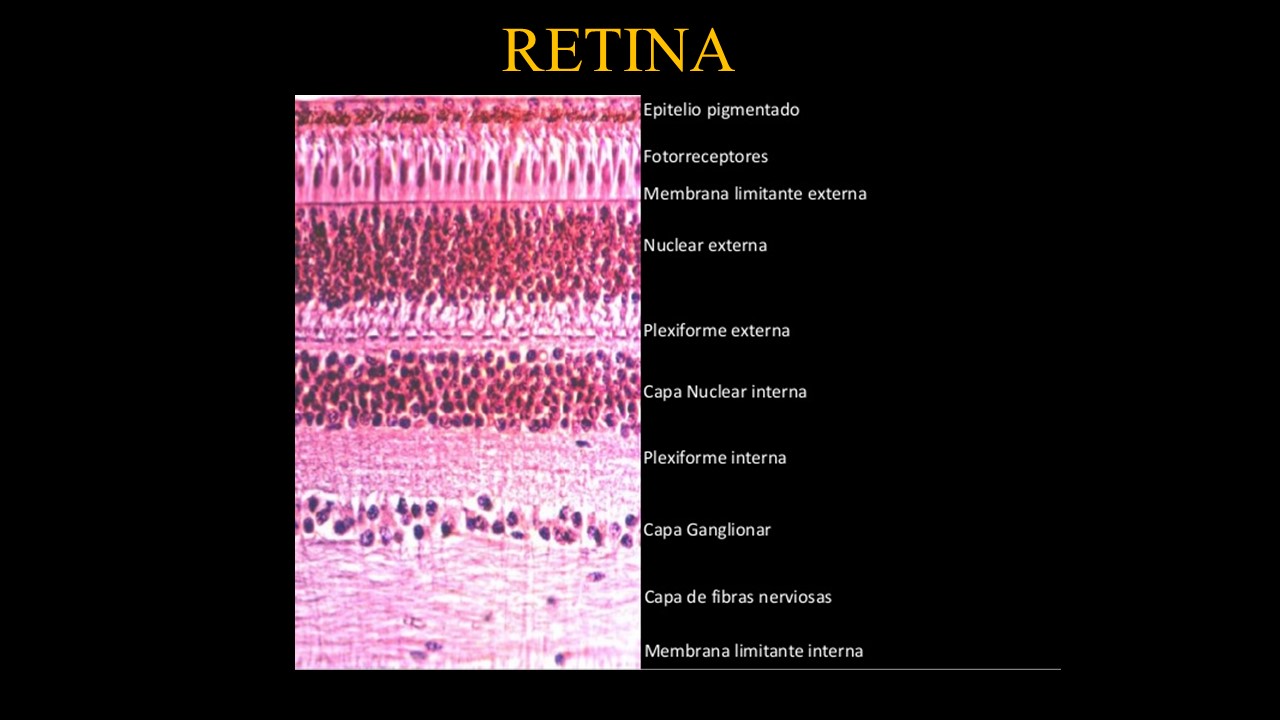 RETINA
Epitelio pigmentado
Fotorreceptores
Membrana limitante externa
Nuclear externa
Plexiforme externa
Capa Nuclear interna
Plexiforme interna
Capa Ganglionar
Capa de fibras nerviosas
Membrana limitante interna